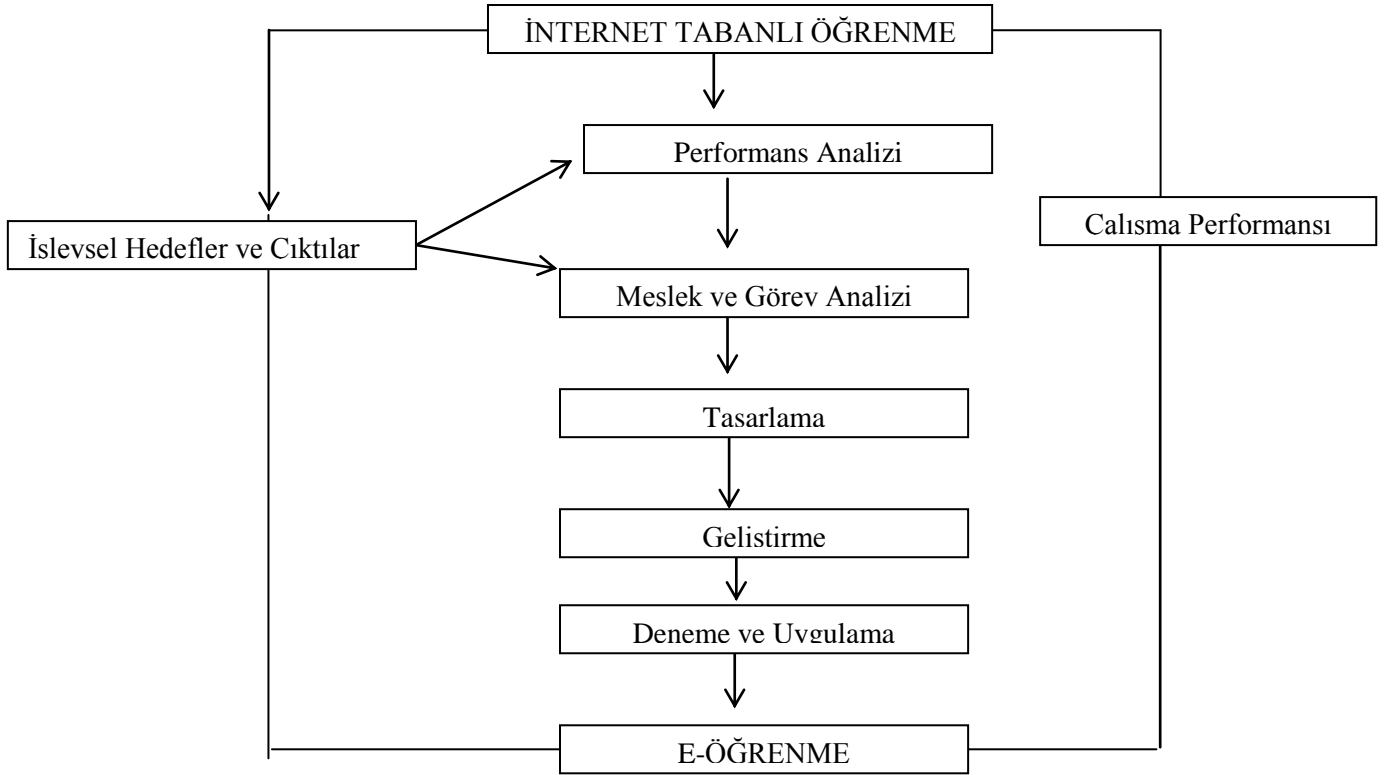 İNTERNET TABANLI ÖĞRENME
Performans Analizi
Calısma Performansı
İslevsel Hedefler ve Cıktılar
Meslek ve Görev Analizi
Tasarlama
Gelistirme
Deneme ve Uygulama
E-ÖĞRENME